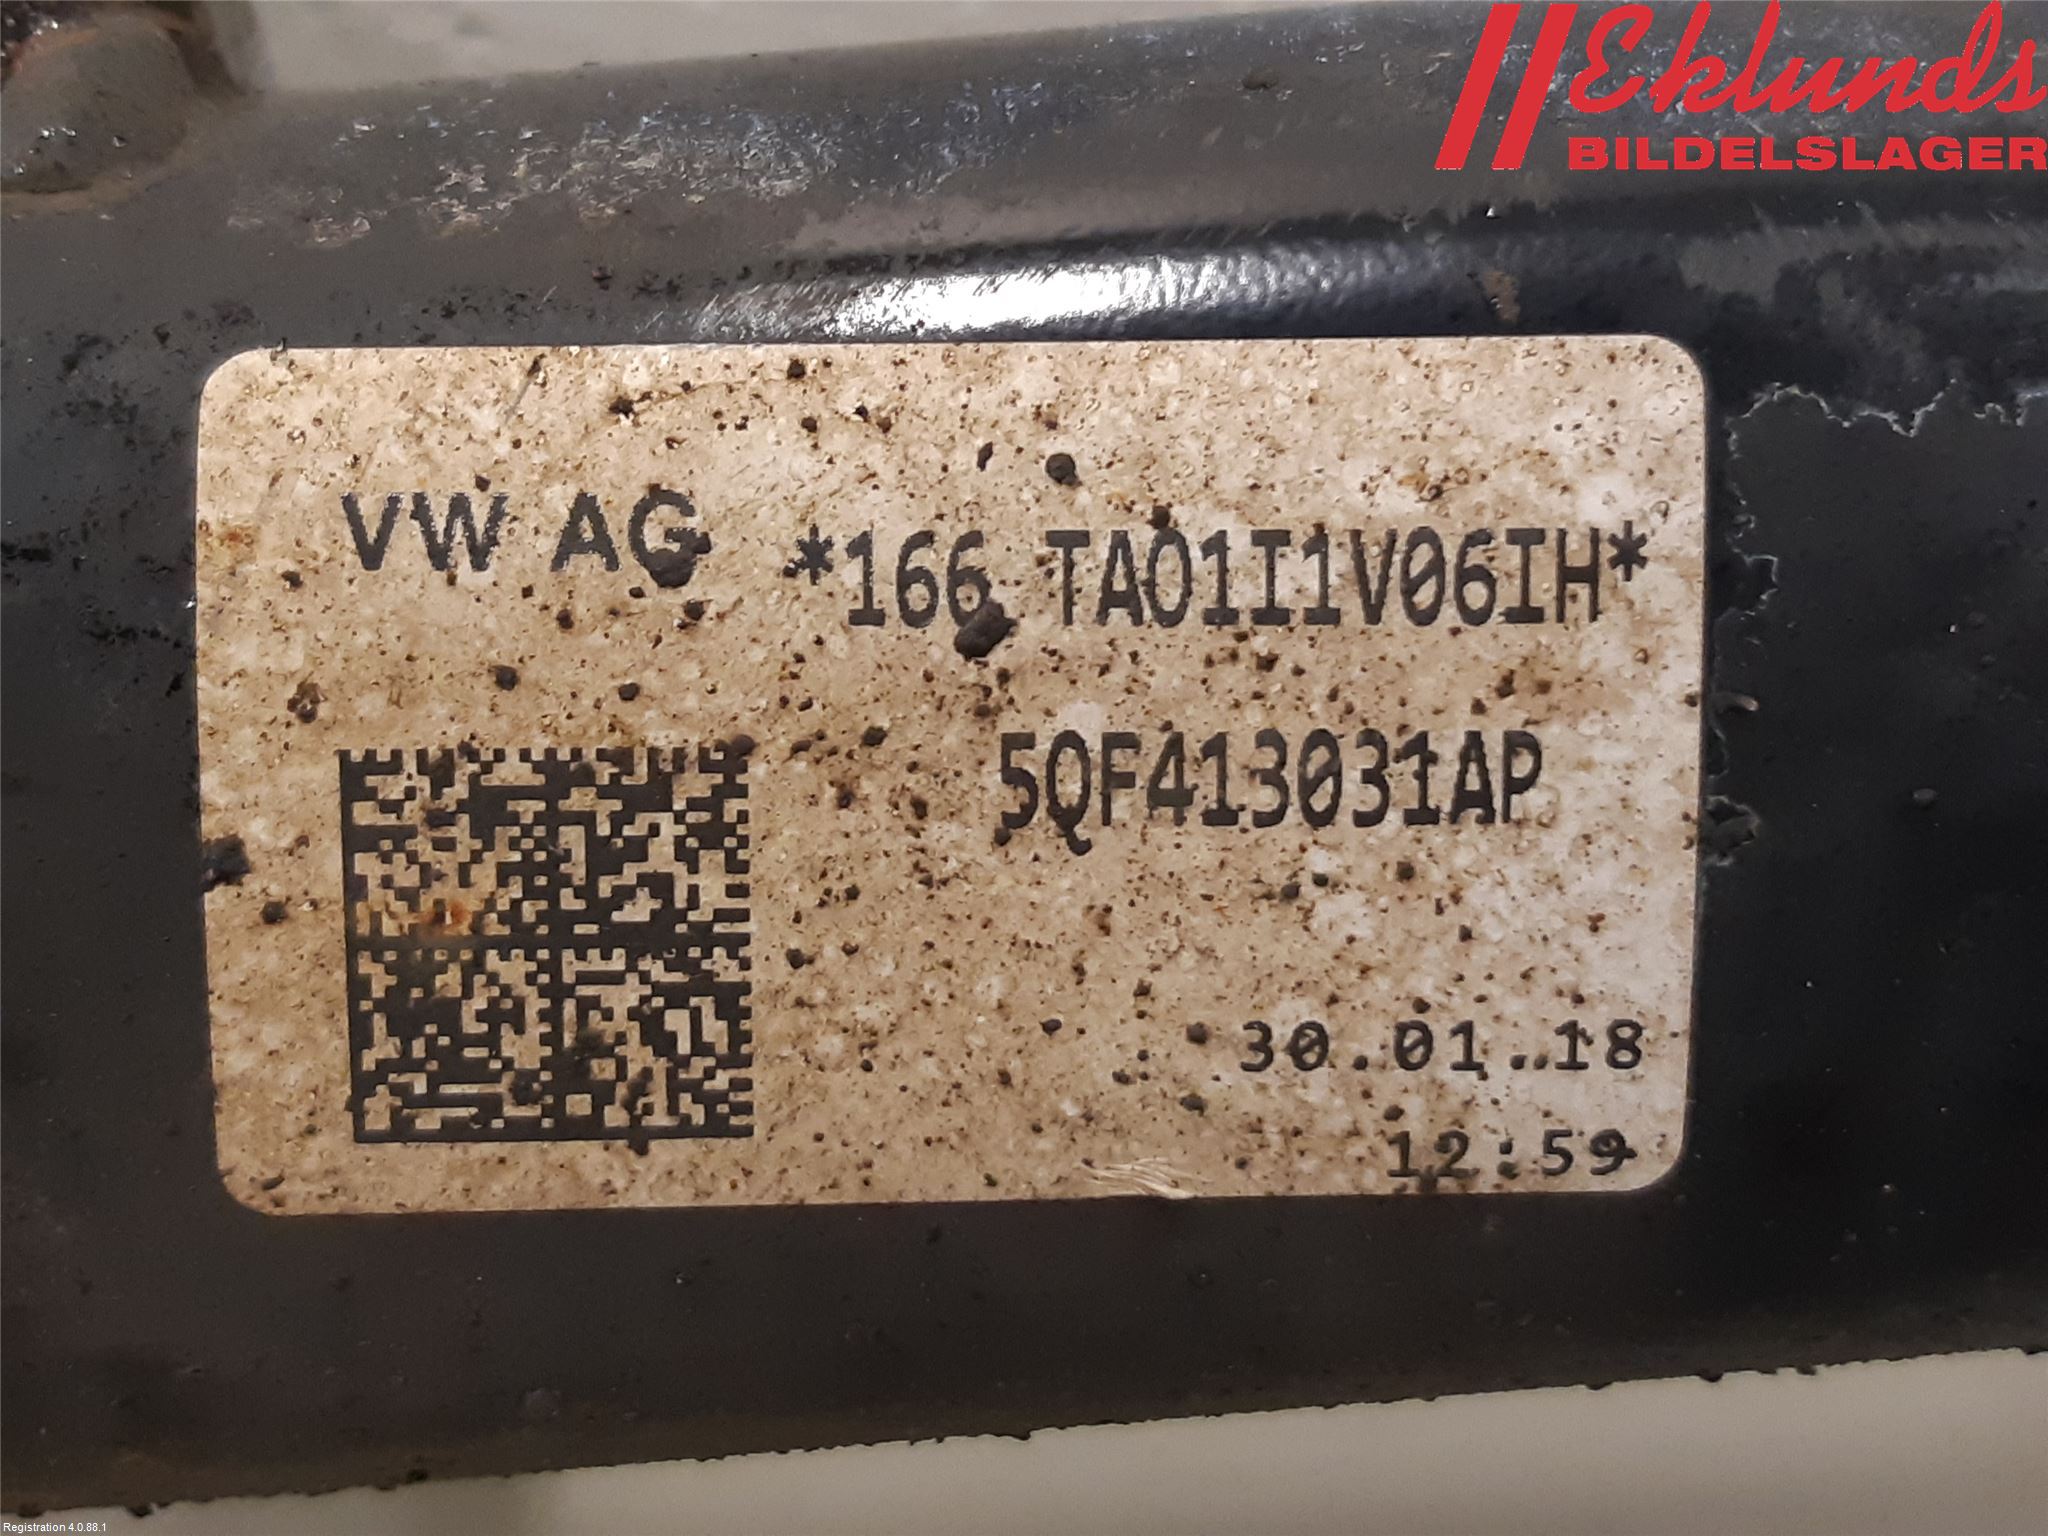 Eklunds
BILDELSLAGER
VW AG
*166 TA01I1V06IH*
5QF413031AP
30.01.18
12:59
Registration 4.0.88.1